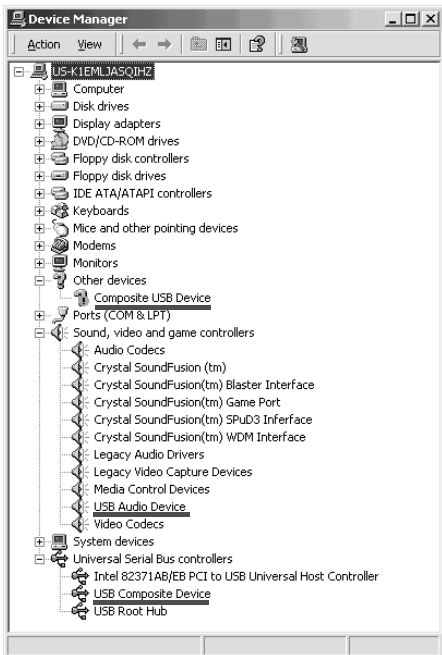 Device Manager
Action View
US-K1EMLJASQIHZ
Computer
Disk drives
Display adapters
DVD/CD-ROM drives
Floppy disk controllers
Floppy disk drives
IDE ATA/ATAPI controllers
Keyboards
Mice and other pointing devices
Modems
Monitors
Other devices
Composite USB Device
Ports (COM & LPT)
Sound, video and game controllers
Audio Codecs
Crystal SoundFusion (tm)
Crystal SoundFusion(tm) Blaster Interface
Crystal SoundFusion(tm) Game Port
Crystal SoundFusion(tm) SPuD3 Inferface
Crystal SoundFusion(tm) WDM Interface
Legacy Audio Drivers
Legacy Video Capture Devices
Media Control Devices
USB Audio Device
Video Codecs
System devices
Universal Serial Bus controllers
Intel 82371AB/EB PCI to USB Universal Host Controller
USB Composite Device
USB Root Hub